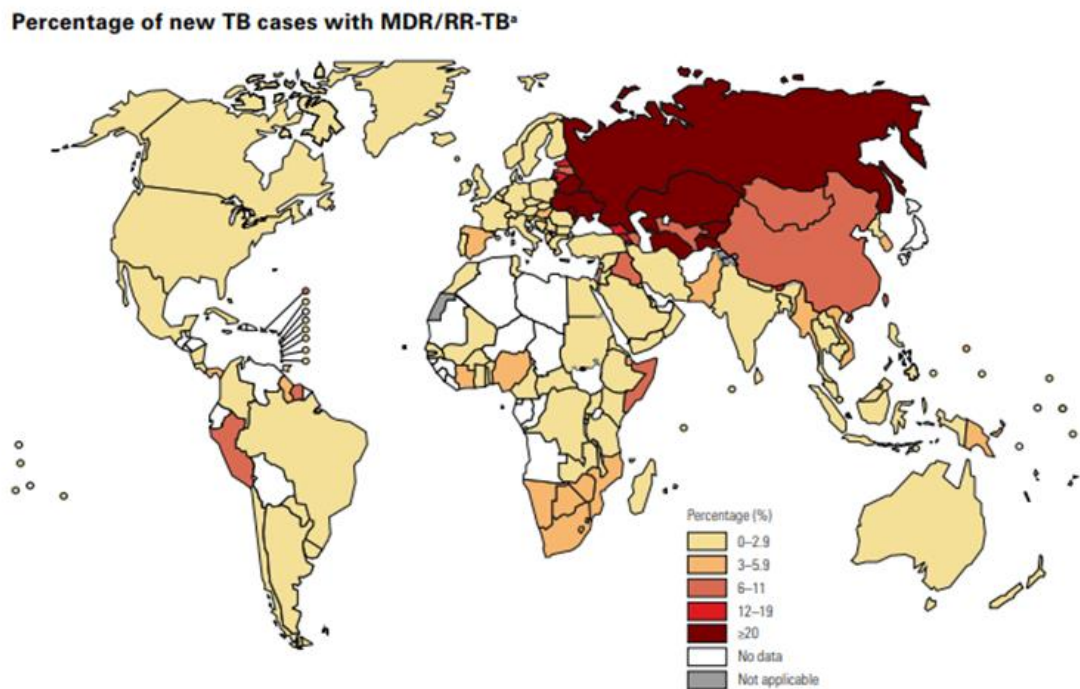 Percentage of new TB cases with MDR/RR-TBᵃ
Percentage (%)
0–2.9
3–5.9
6–11
12–19
≥20
No data
Not applicable